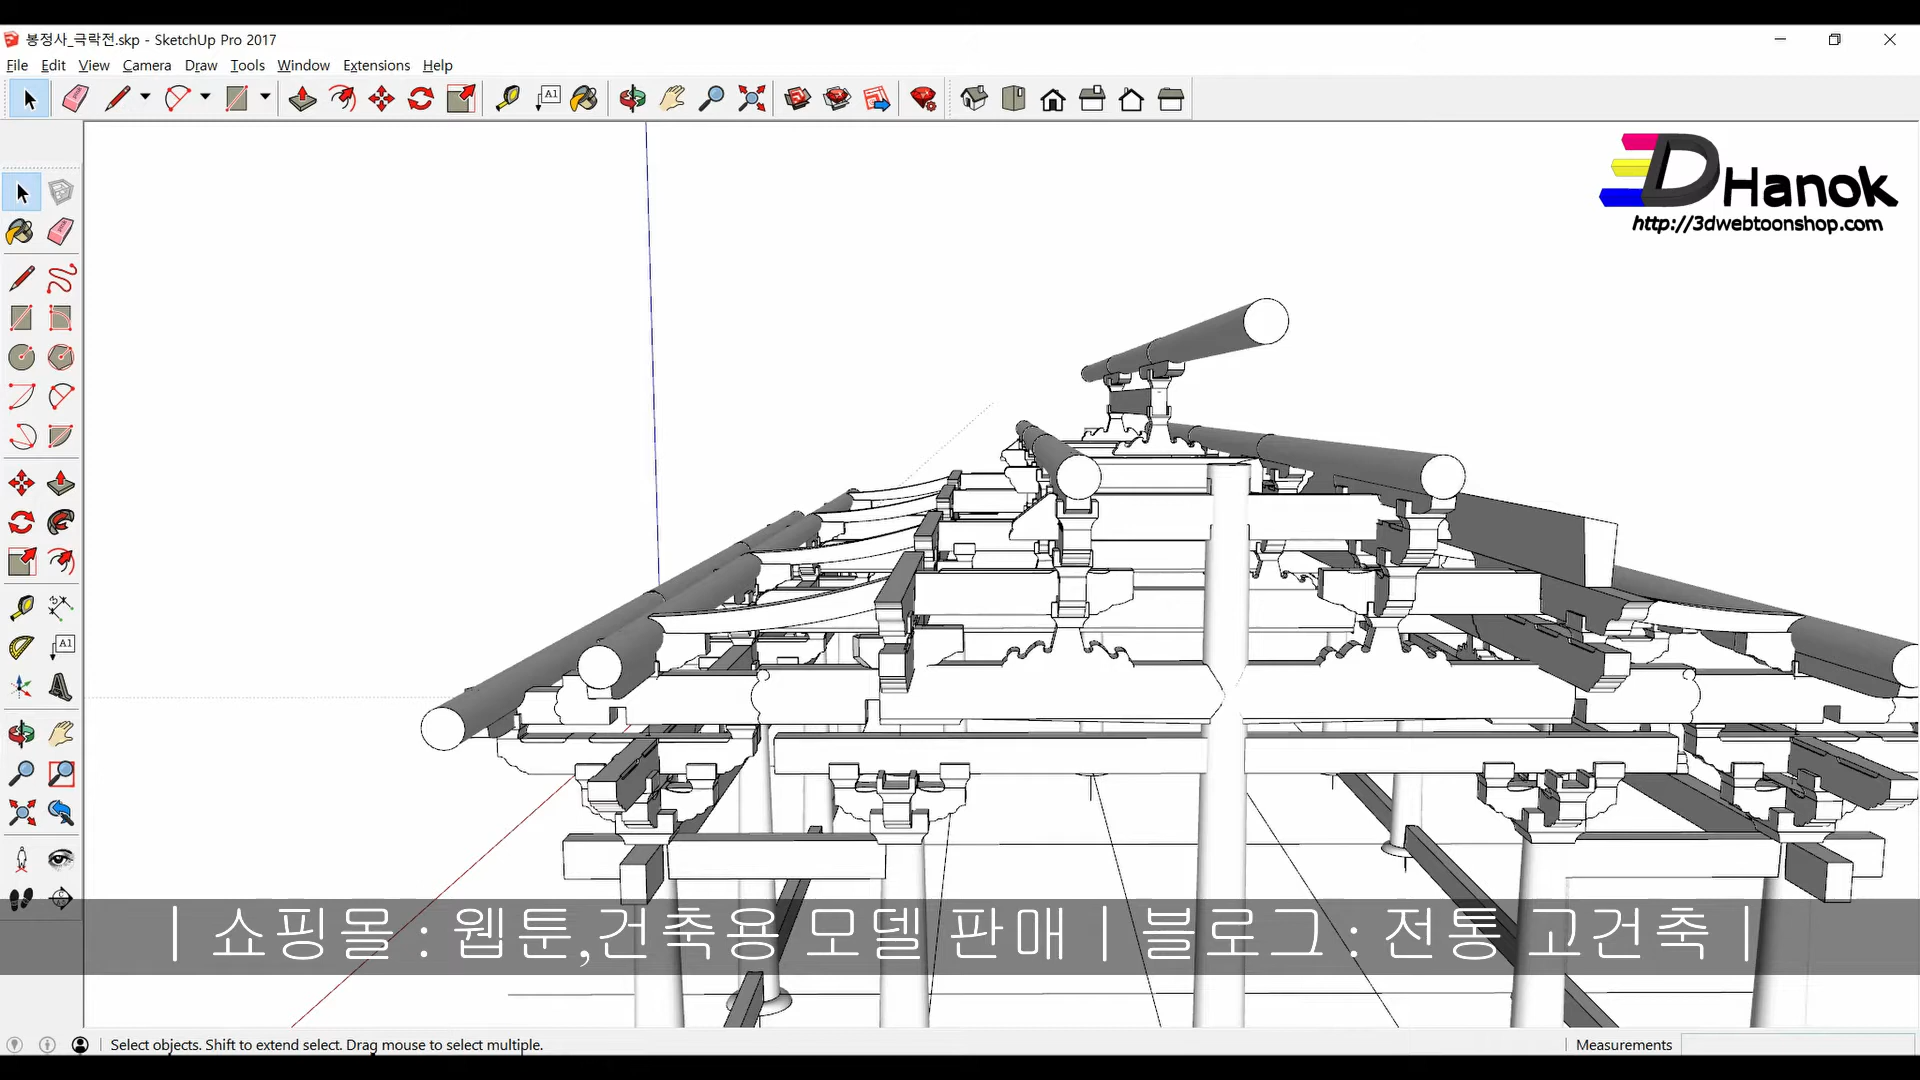 봉정사_극락전.skp - SketchUp Pro 2017
File Edit View Camera Draw Tools Window Extensions Help
A1
3DHanok
http://3dwebtoonshop.com
A1
| 쇼핑몰 : 웹툰,건축용 모델 판매 | 블로그 : 전통 고건축 |
Select objects. Shift to extend select. Drag mouse to select multiple.
Measurements